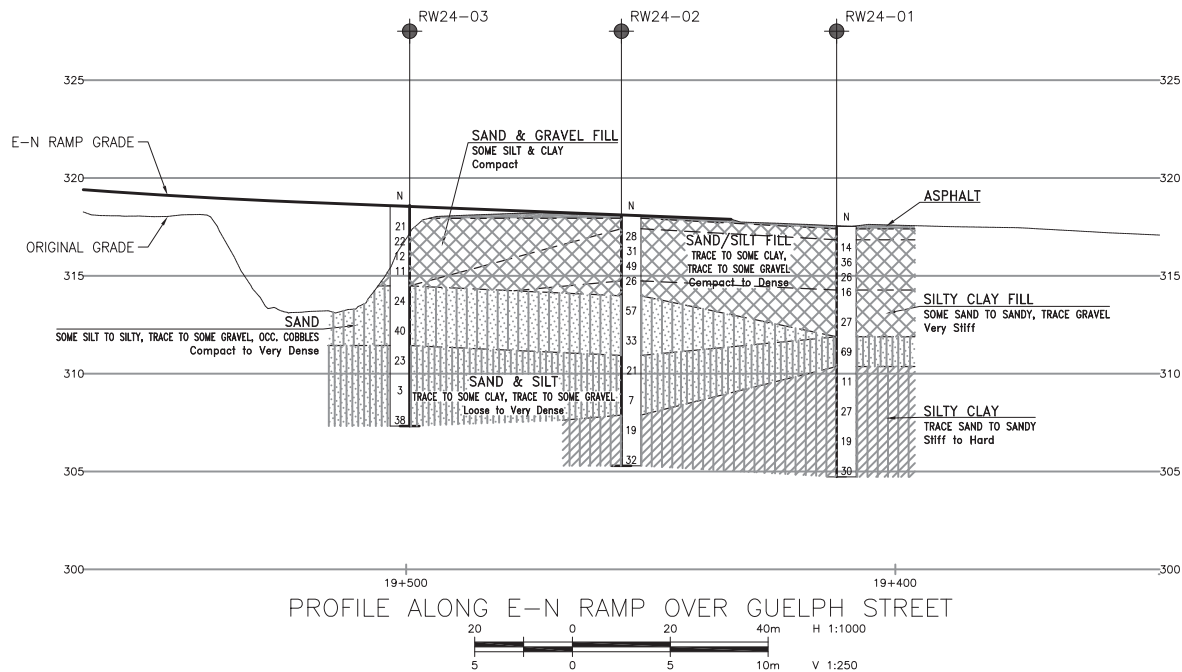 RW24-03
RW24-02
RW24-01
325
325
E-N RAMP GRADE
SAND & GRAVEL FILL
SOME SILT & CLAY
Compact
320
320
N
N
N
ASPHALT
ORIGINAL GRADE
21
22
12
11
24
40
23
3
38
28
31
49
26
57
33
21
7
19
32
SAND/SILT FILL
TRACE TO SOME CLAY,
TRACE TO SOME GRAVEL
Compact to Dense
14
36
26
16
27
69
11
27
19
30
315
315
SILTY CLAY FILL
SOME SAND TO SANDY, TRACE GRAVEL
Very Stiff
SAND
SOME SILT TO SILTY, TRACE TO SOME GRAVEL, OCC. COBBLES
Compact to Very Dense
310
310
SAND & SILT
TRACE TO SOME CLAY, TRACE TO SOME GRAVEL
Loose to Very Dense
SILTY CLAY
TRACE SAND TO SANDY
Stiff to Hard
305
305
300
300
19+500
19+400
PROFILE ALONG E-N RAMP OVER GUELPH STREET
20 0 20 40m H 1:1000
5 0 5 10m V 1:250